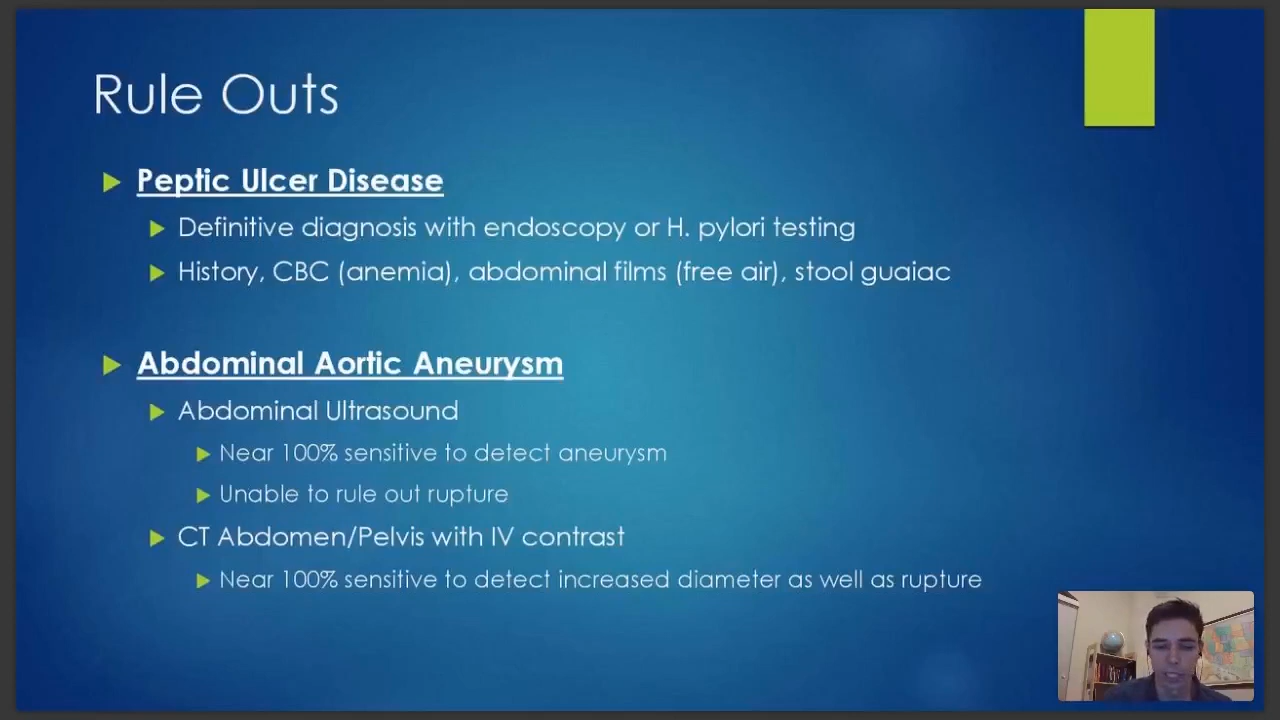 Rule Outs
Peptic Ulcer Disease
Definitive diagnosis with endoscopy or H. pylori testing
History, CBC (anemia), abdominal films (free air), stool guaiac
Abdominal Aortic Aneurysm
Abdominal Ultrasound
Near 100% sensitive to detect aneurysm
Unable to rule out rupture
CT Abdomen/Pelvis with IV contrast
Near 100% sensitive to detect increased diameter as well as rupture